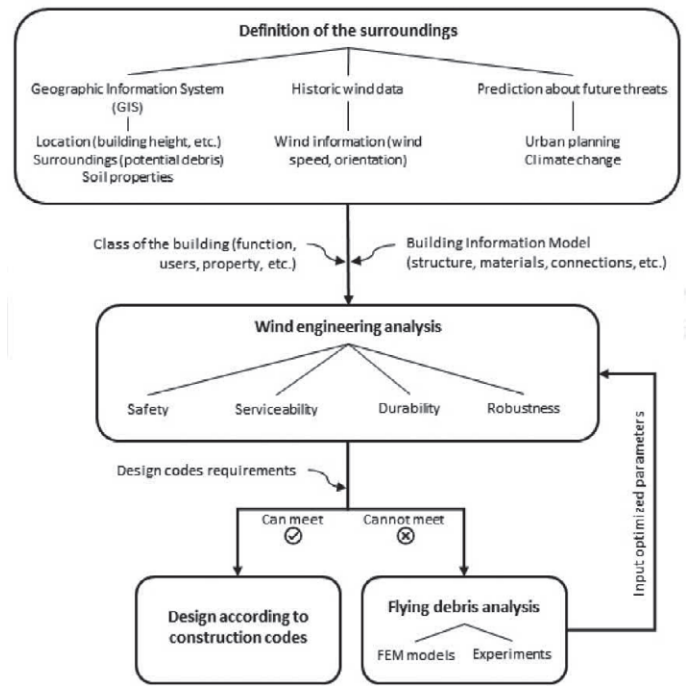 Definition of the surroundings
Geographic Information System
(GIS)
Historic wind data
Prediction about future threats
Location (building height, etc.)
Surroundings (potential debris)
Soil properties
Wind information (wind
speed, orientation)
Urban planning
Climate change
Class of the building (function,
users, property, etc.)
Building Information Model
(structure, materials, connections, etc.)
Wind engineering analysis
Safety
Serviceability
Durability
Robustness
Design codes requirements
Can meet
Cannot meet
Input optimized parameters
Design according to
construction codes
Flying debris analysis
FEM models
Experiments